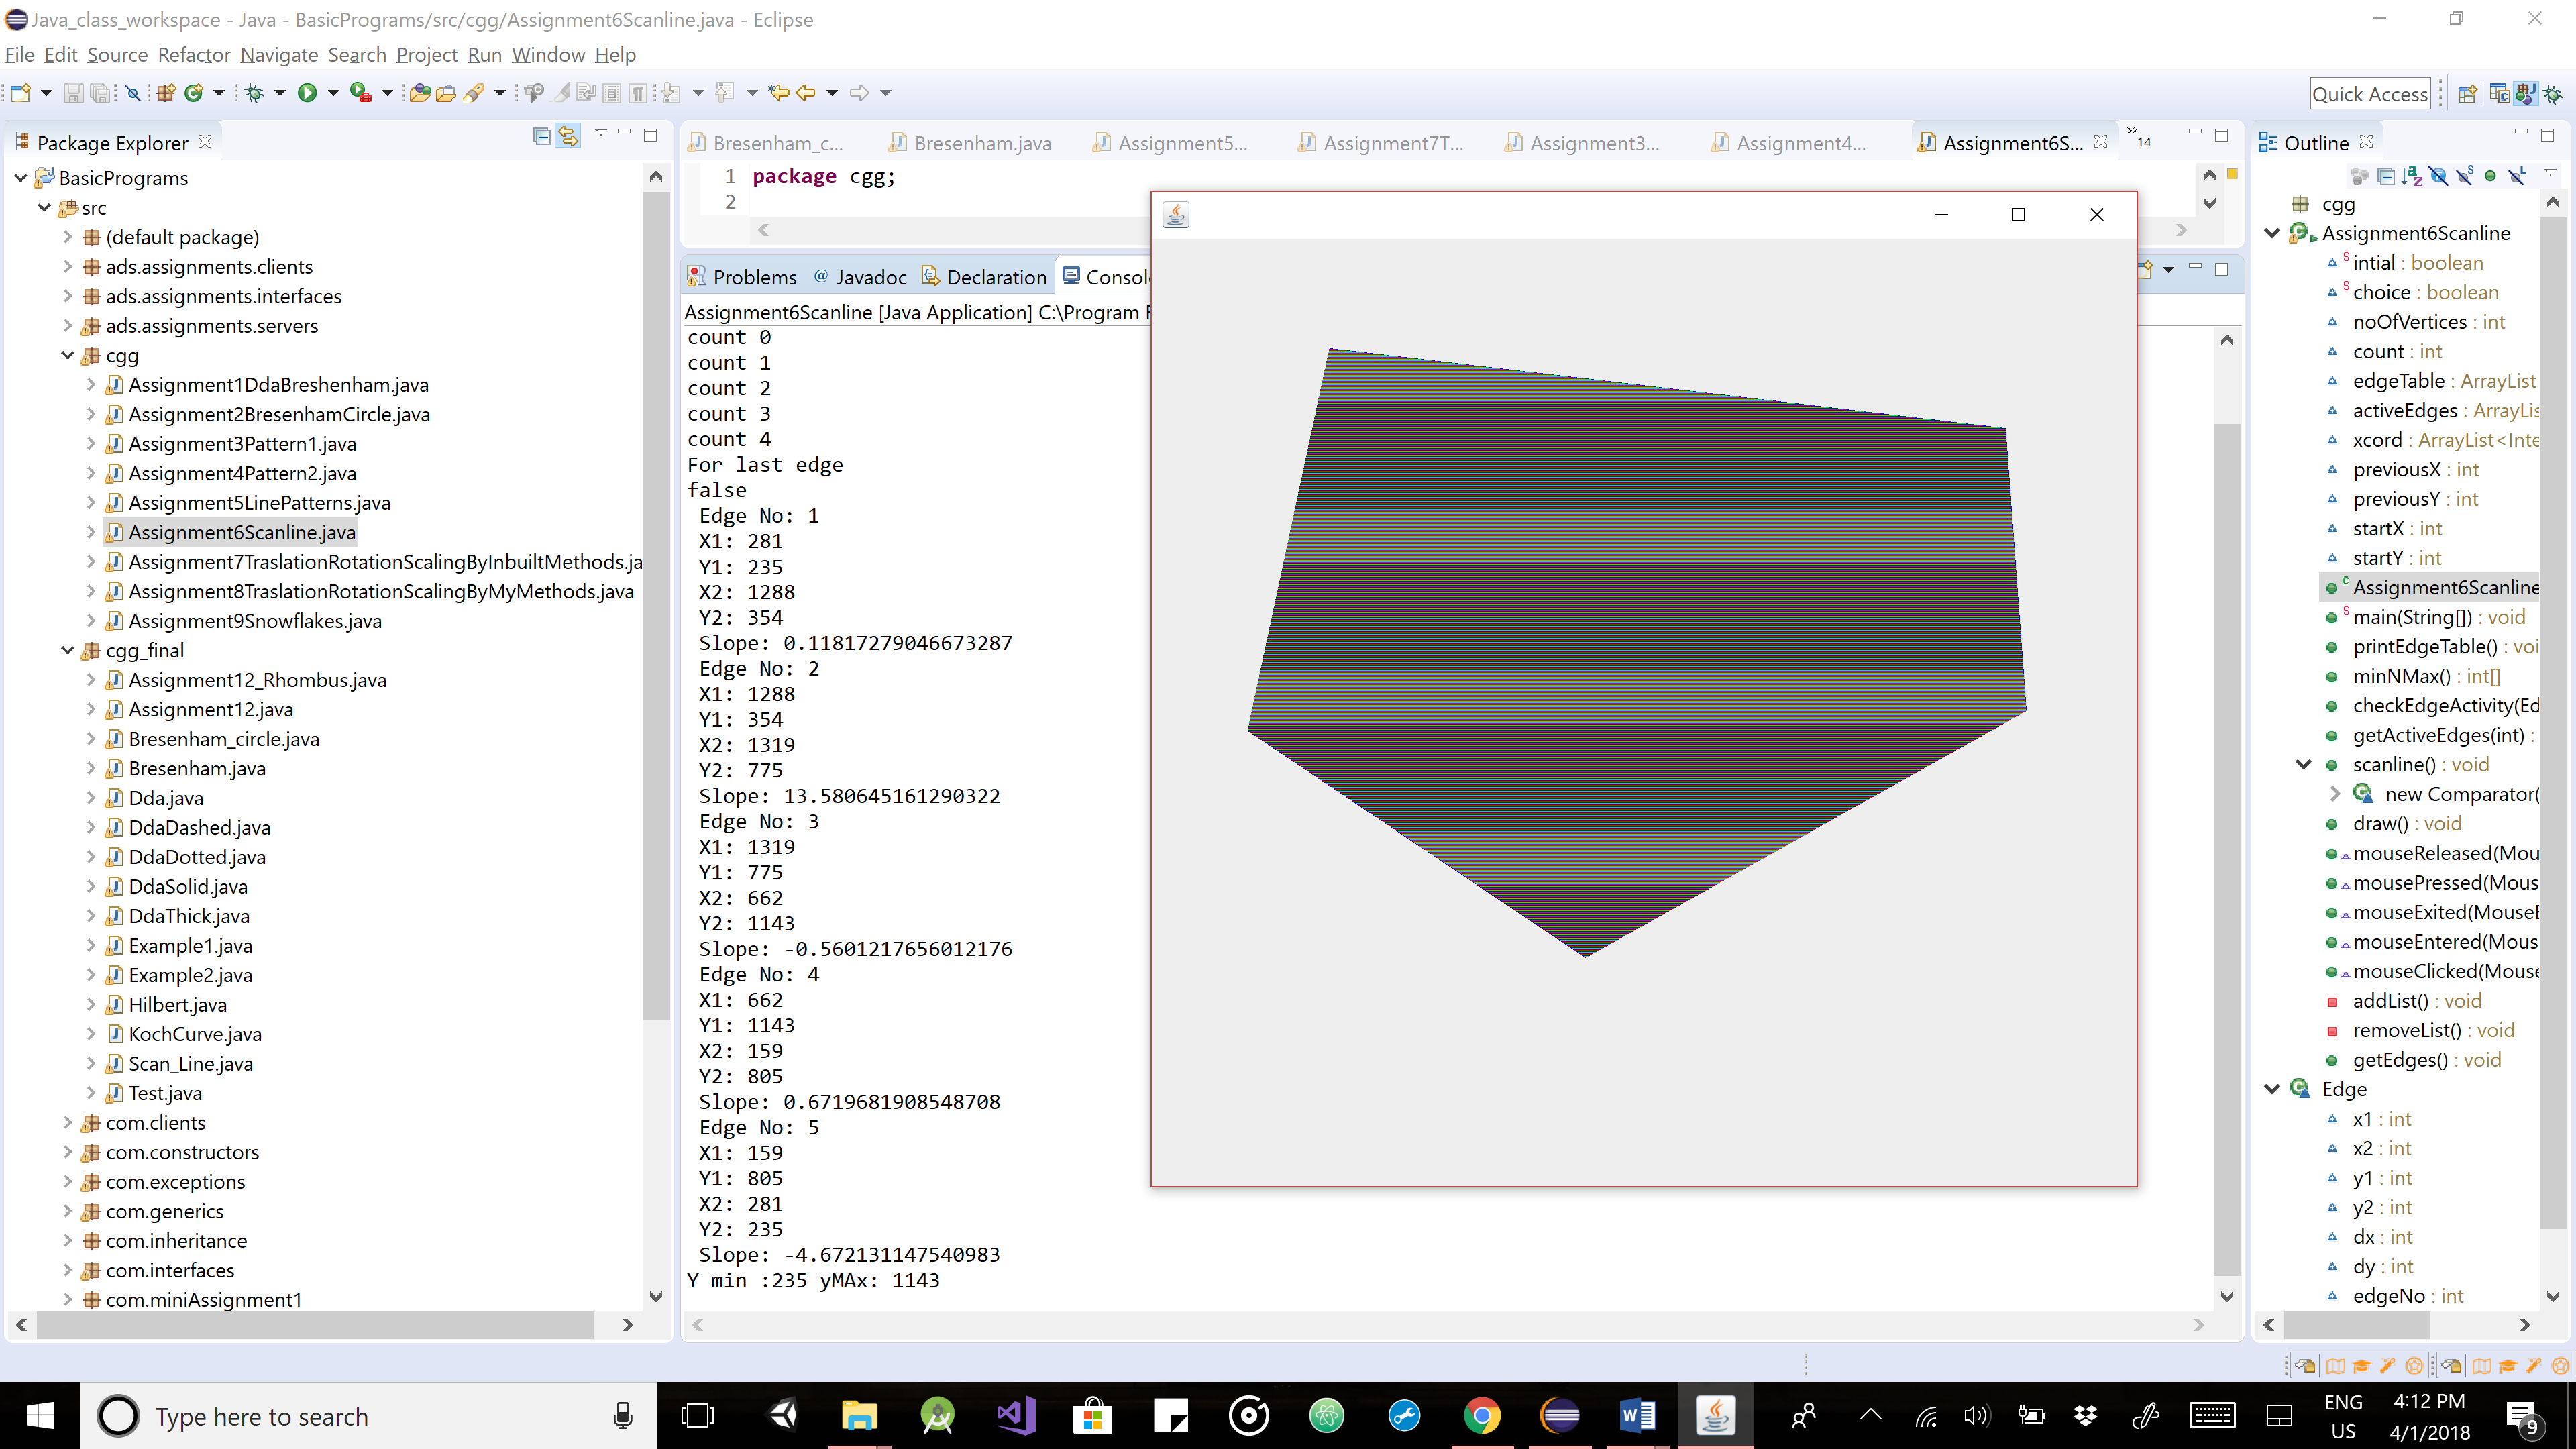 Java_class_workspace - Java - BasicPrograms/src/cgg/Assignment6Scanline.java - Eclipse
File Edit Source Refactor Navigate Search Project Run Window Help
Quick Access
Package Explorer
BasicPrograms
src
(default package)
ads.assignments.clients
ads.assignments.interfaces
ads.assignments.servers
cgg
Assignment1DdaBreshenham.java
Assignment2BresenhamCircle.java
Assignment3Pattern1.java
Assignment4Pattern2.java
Assignment5LinePatterns.java
Assignment6Scanline.java
Assignment7TraslationRotationScalingByInbuiltMethods.ja
Assignment8TraslationRotationScalingByMyMethods.java
Assignment9Snowflakes.java
cgg_final
Assignment12_Rhombus.java
Assignment12.java
Bresenham_circle.java
Bresenham.java
Dda.java
DdaDashed.java
DdaDotted.java
DdaSolid.java
DdaThick.java
Example1.java
Example2.java
Hilbert.java
KochCurve.java
Scan_Line.java
Test.java
com.clients
com.constructors
com.exceptions
com.generics
com.inheritance
com.interfaces
com.miniAssignment1
Bresenham_c... Bresenham.java Assignment5... Assignment7T... Assignment3... Assignment4... Assignment6S... 14
1 package cgg;
2
Problems Javadoc Declaration Consol
Assignment6Scanline [Java Application] C:\Program F
count 0
count 1
count 2
count 3
count 4
For last edge
false
Edge No: 1
X1: 281
Y1: 235
X2: 1288
Y2: 354
Slope: 0.11817279046673287
Edge No: 2
X1: 1288
Y1: 354
X2: 1319
Y2: 775
Slope: 13.580645161290322
Edge No: 3
X1: 1319
Y1: 775
X2: 662
Y2: 1143
Slope: -0.5601217656012176
Edge No: 4
X1: 662
Y1: 1143
X2: 159
Y2: 805
Slope: 0.6719681908548708
Edge No: 5
X1: 159
Y1: 805
X2: 281
Y2: 235
Slope: -4.672131147540983
Y min :235 yMAx: 1143
Outline
cgg
Assignment6Scanline
intial : boolean
choice : boolean
noOfVertices : int
count : int
edgeTable : ArrayList
activeEdges : ArrayLis
xcord : ArrayList<Inte
previousX : int
previousY : int
startX : int
startY : int
Assignment6Scanline
main(String[]) : void
printEdgeTable() : voi
minNMax() : int[]
checkEdgeActivity(Ed
getActiveEdges(int) :
scanline() : void
new Comparator(
draw() : void
mouseReleased(Mou
mousePressed(Mous
mouseExited(MouseE
mouseEntered(Mous
mouseClicked(Mouse
addList() : void
removeList() : void
getEdges() : void
Edge
x1 : int
x2 : int
y1 : int
y2 : int
dx : int
dy : int
edgeNo : int
Type here to search
ENG
US
4:12 PM
4/1/2018
9